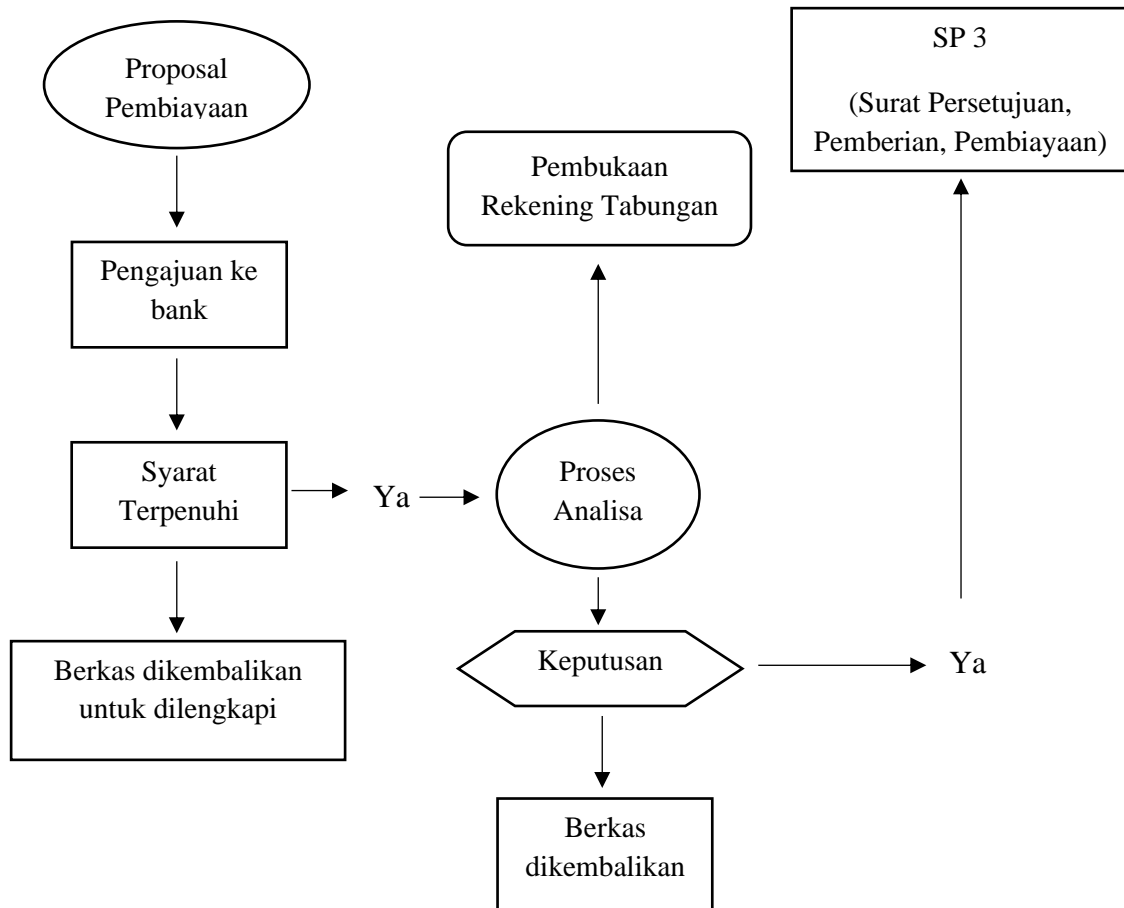 Proposal
Pembiayaan
Pengajuan ke
bank
Syarat
Terpenuhi
Ya
Berkas dikembalikan
untuk dilengkapi
Pembukaan
Rekening Tabungan
Proses
Analisa
Keputusan
Ya
Berkas
dikembalikan
SP 3
(Surat Persetujuan,
Pemberian, Pembiayaan)